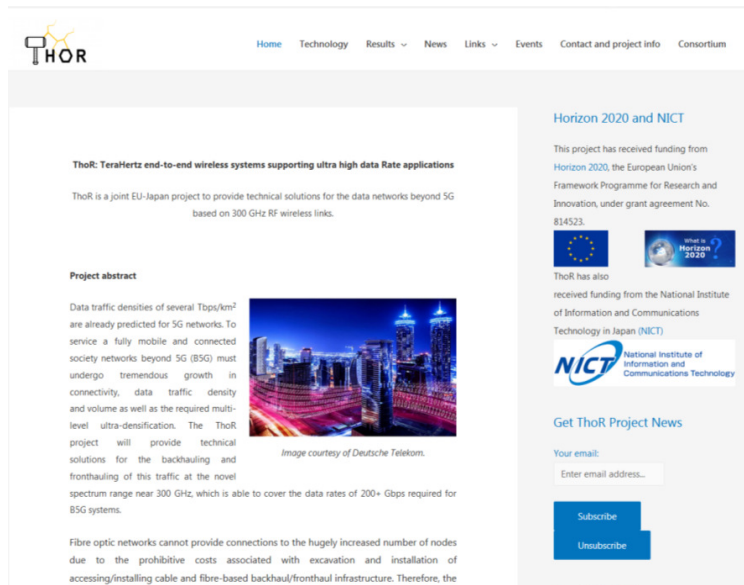 THOR
Home Technology Results News Links Events Contact and project info Consortium
ThoR: TeraHertz end-to-end wireless systems supporting ultra high data Rate applications
ThoR is a joint EU-Japan project to provide technical solutions for the data networks beyond 5G
based on 300 GHz RF wireless links.
Project abstract
Data traffic densities of several Tbps/km²
are already predicted for 5G networks. To
service a fully mobile and connected
society networks beyond 5G (B5G) must
undergo tremendous growth in
connectivity, data traffic density
and volume as well as the required multi-
level ultra-densification. The ThoR
project will provide technical
solutions for the backhauling and
fronthauling of this traffic at the novel
spectrum range near 300 GHz, which is able to cover the data rates of 200+ Gbps required for
B5G systems.
Image courtesy of Deutsche Telekom.
Fibre optic networks cannot provide connections to the hugely increased number of nodes
due to the prohibitive costs associated with excavation and installation of
accessing/installing cable and fibre-based backhaul/fronthaul infrastructure. Therefore, the
Horizon 2020 and NICT
This project has received funding from
Horizon 2020, the European Union's
Framework Programme for Research and
Innovation, under grant agreement No.
814523.
What is
Horizon
2020
?
ThoR has also
received funding from the National Institute
of Information and Communications
Technology in Japan (NICT)
NICT
National Institute of
Information and
Communications Technology
Get ThoR Project News
Your email:
Enter email address...
Subscribe
Unsubscribe